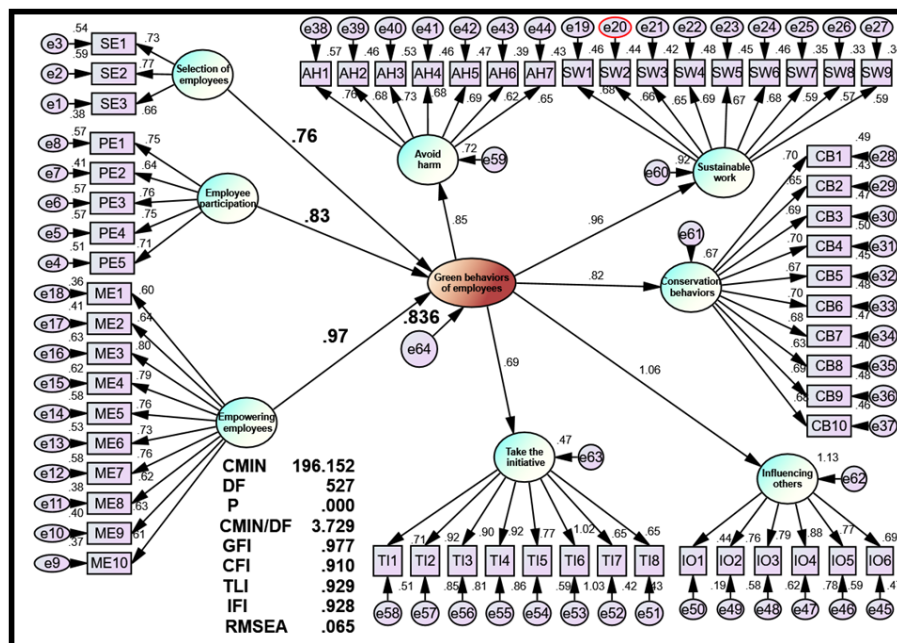 e38 e39 e40 e41 e42 e43 e44 e19 e20 e21 e22 e23 e24 e25 e26 e27
.57 .46 .53 .46 .47 .39 .43 .46 .44 .42 .48 .45 .46 .35 .33
AH1 AH2 AH3 AH4 AH5 AH6 AH7 SW1 SW2 SW3 SW4 SW5 SW6 SW7 SW8 SW9
.76 .68 .73 .68 .69 .62 .65 .68 .66 .65 .69 .67 .68 .59 .57 .59
.54
e3 SE1 .73
.59
e2 SE2 .77
e1 SE3 .66
.38
Selection of
employees
.76
Avoid
harm
.72 e59
.85
Sustainable
work
.92
e60
.96
.57
e8 PE1 .75
.41
e7 PE2 .64
.57
e6 PE3 .76
.57
e5 PE4 .75
.51
e4 PE5 .71
Employee
participation
.83
Green behaviors
of employees
.836
e64
.82
e61
.67
Conservation
behaviors
.49
.70 CB1 e28
.43
.65 CB2 e29
.47
.69 CB3 e30
.50
.70 CB4 e31
.45
.67 CB5 e32
.48
.70 CB6 e33
.47
.68 CB7 e34
.40
.63 CB8 e35
.48
.69 CB9 e36
.46
.68 CB10 e37
.36
e18 ME1 .60
.41
e17 ME2 .64
.63
e16 ME3 .80
.62
e15 ME4 .79
.58
e14 ME5 .76
.53
e13 ME6 .73
.58
e12 ME7 .76
.38
e11 ME8 .62
.40
e10 ME9 .63
.37
e9 ME10 .61
Empowering
employees
.97
.69
1.06
CMIN 196.152
DF 527
P .000
CMIN/DF 3.729
GFI .977
CFI .910
TLI .929
IFI .928
RMSEA .065
Take the
initiative
.47
e63
.71 .92 .90 .92 .77 1.02 .65 .65
TI1 TI2 TI3 TI4 TI5 TI6 TI7 TI8
.51 .85 .81 .86 .59 1.03 .42 .43
e58 e57 e56 e55 e54 e53 e52 e51
Influencing
others
1.13
e62
.44 .76 .79 .88 .77 .69
IO1 IO2 IO3 IO4 IO5 IO6
.19 .58 .62 .78 .59
e50 e49 e48 e47 e46 e45